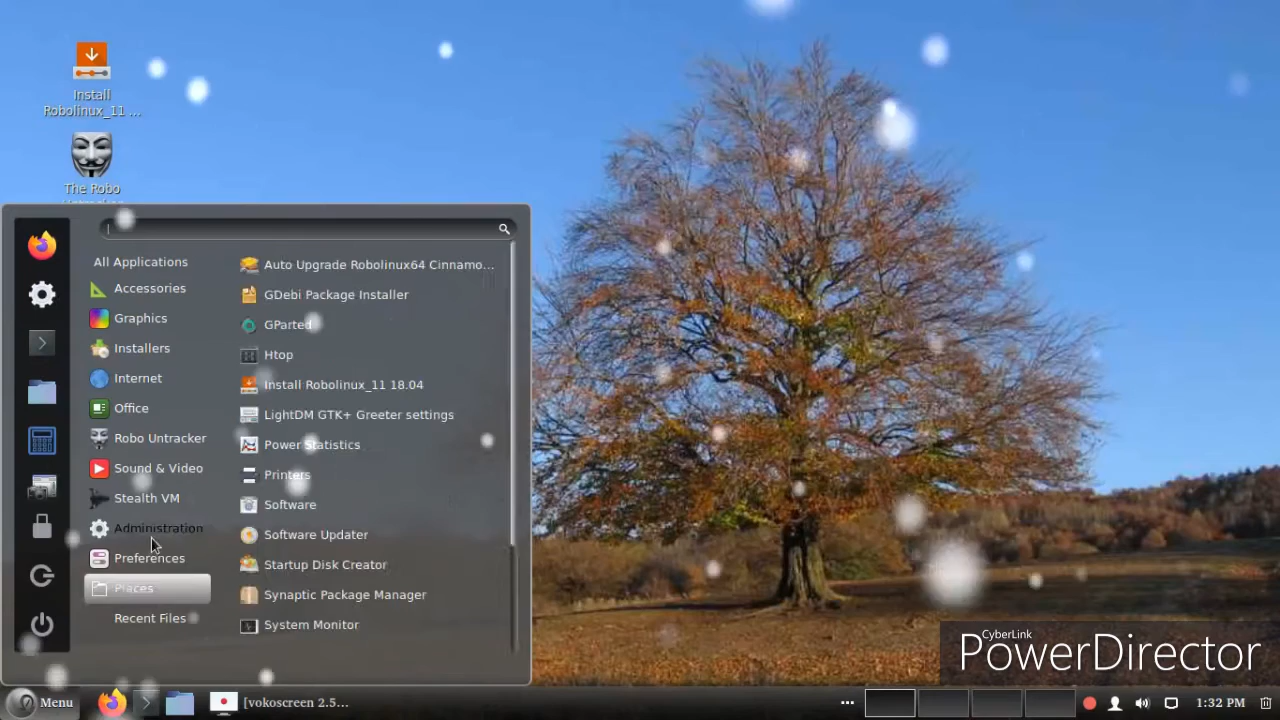 Install
Robolinux_11 ...
The Robo
All Applications
Accessories
Graphics
Installers
Internet
Office
Robo Untracker
Sound & Video
Stealth VM
Administration
Preferences
Places
Recent Files
Auto Upgrade Robolinux64 Cinnamo...
GDebi Package Installer
GParted
Htop
Install Robolinux_11 18.04
LightDM GTK+ Greeter settings
Power Statistics
Printers
Software
Software Updater
Startup Disk Creator
Synaptic Package Manager
System Monitor
CyberLink
PowerDirector
Menu
[vokoscreen 2.5...
1:32 PM